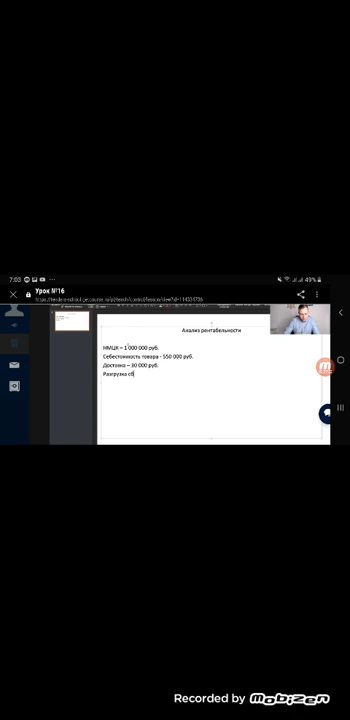 7:03
49%
Урок №16
Анализ рентабельности
НМЦК – 1 000 000 руб.
Себестоимость товара - 550 000 руб.
Доставка – 30 000 руб.
Разгрузка сб
Recorded by MOBIZEN